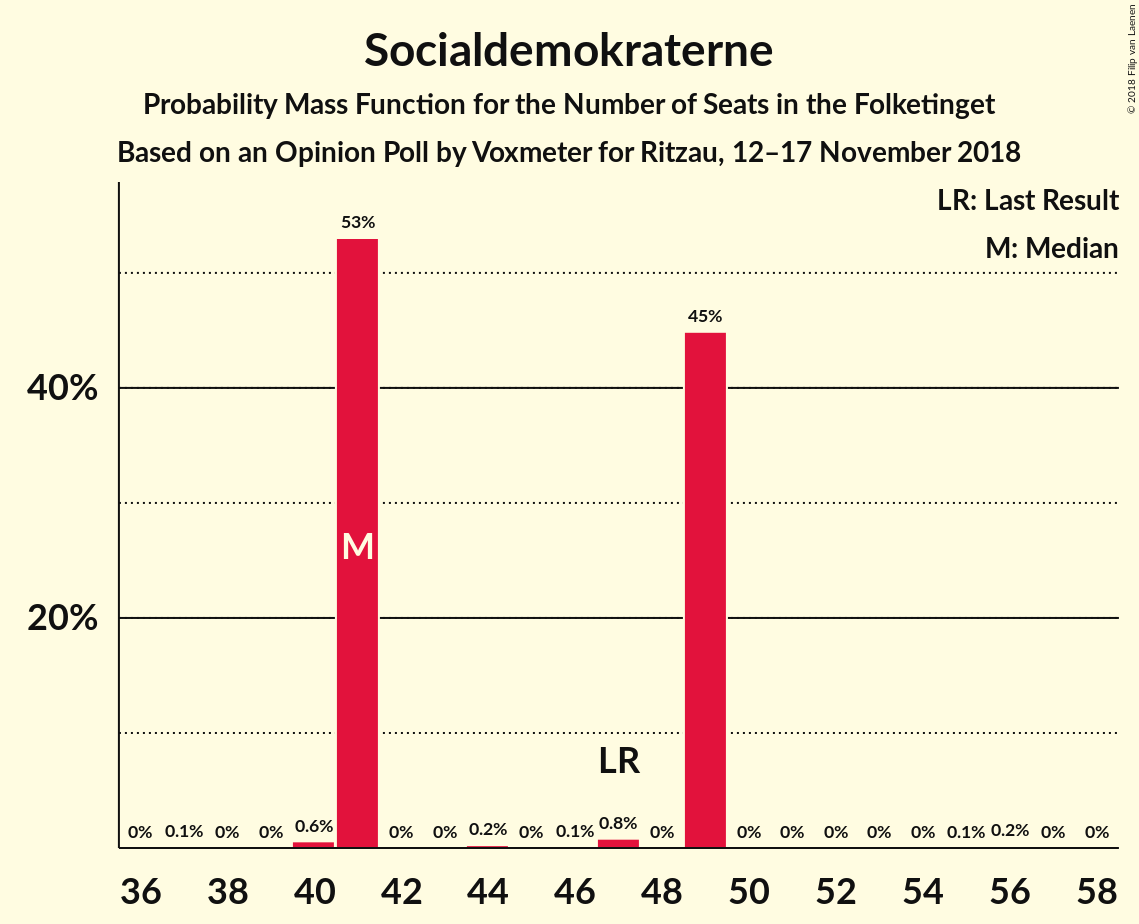 Socialdemokraterne
Probability Mass Function for the Number of Seats in the Folketinget
Based on an Opinion Poll by Voxmeter for Ritzau, 12–17 November 2018
© 2018 Filip van Laenen
LR: Last Result
M: Median
53%
45%
40%
M
20%
LR
0% 0.1% 0% 0% 0.6% 0% 0% 0.2% 0% 0.1% 0.8% 0% 0% 0% 0% 0% 0% 0.1% 0.2% 0% 0%
36 38 40 42 44 46 48 50 52 54 56 58